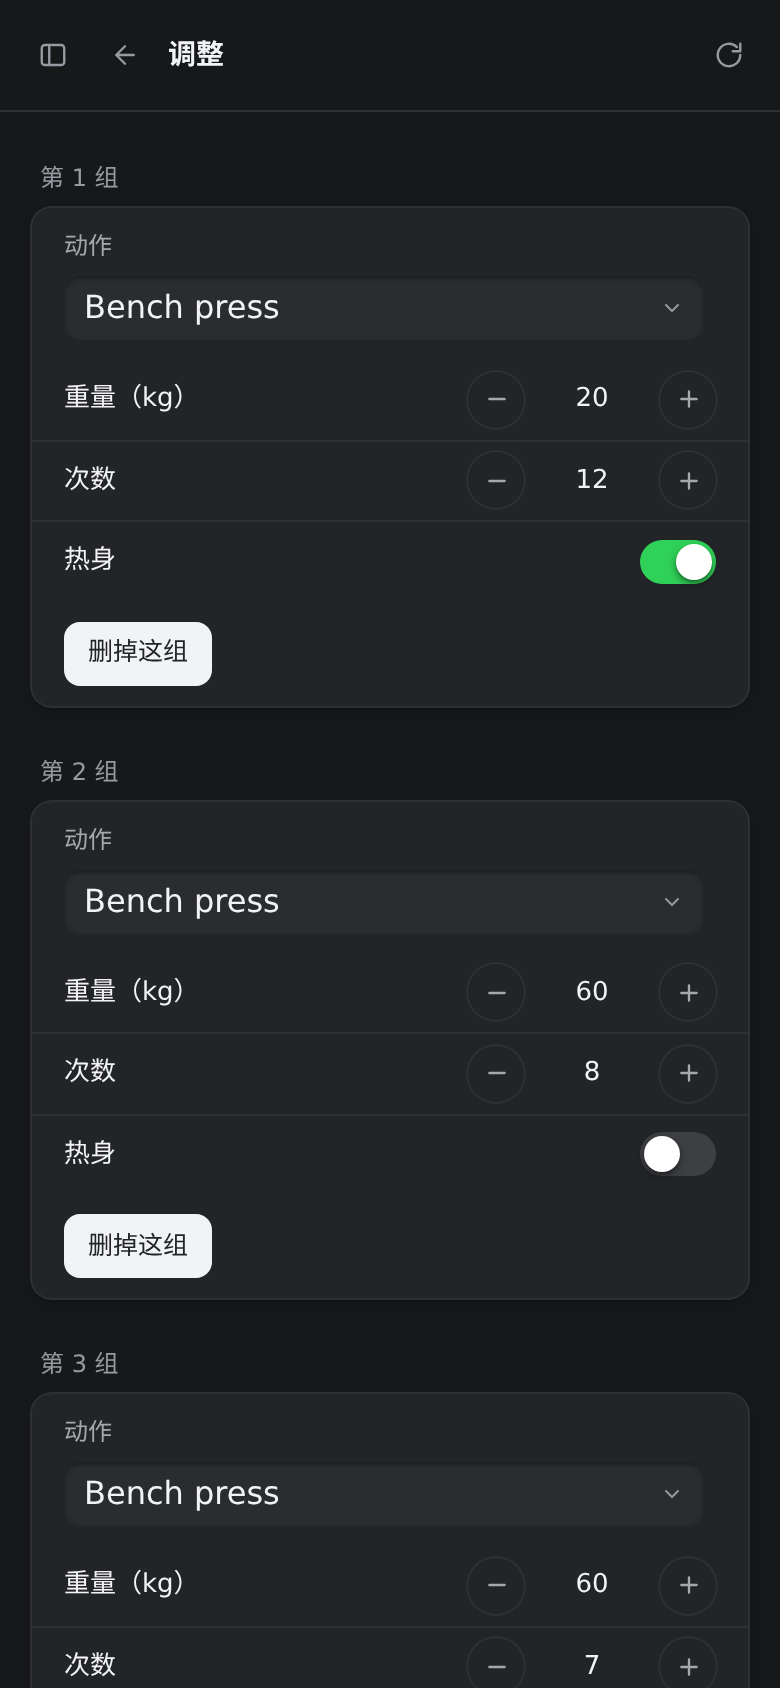 调整
第 1 组
动作
Bench press
重量（kg） 20
次数 12
热身
删掉这组
第 2 组
动作
Bench press
重量（kg） 60
次数 8
热身
删掉这组
第 3 组
动作
Bench press
重量（kg） 60
次数 7